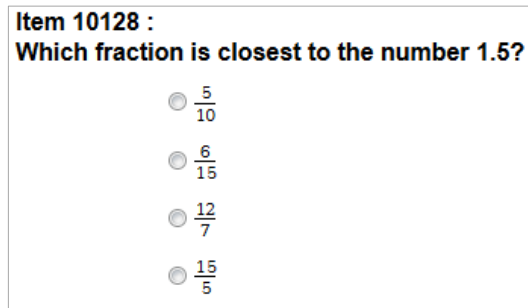 Item 10128 :
Which fraction is closest to the number 1.5?
5/10
6/15
12/7
15/5